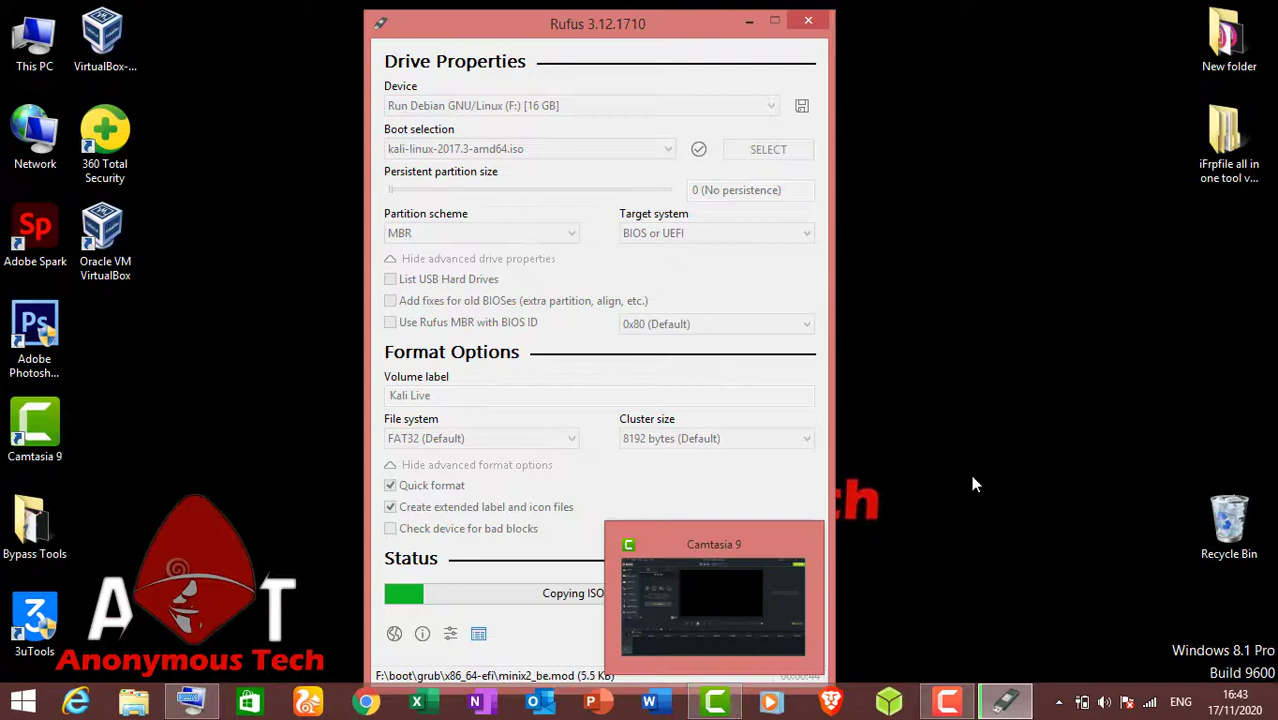 Rufus 3.12.1710
Drive Properties
Device
Run Debian GNU/Linux (F:) [16 GB]
Boot selection
kali-linux-2017.3-amd64.iso
SELECT
Persistent partition size
0 (No persistence)
Partition scheme
Target system
MBR
BIOS or UEFI
Hide advanced drive properties
List USB Hard Drives
Add fixes for old BIOSes (extra partition, align, etc.)
Use Rufus MBR with BIOS ID
0x80 (Default)
Format Options
Volume label
Kali Live
File system
Cluster size
FAT32 (Default)
8192 bytes (Default)
Hide advanced format options
Quick format
Create extended label and icon files
Check device for bad blocks
Status
Copying ISO
F:\boot\grub\x86_64-efi\minix2_be.mod (5.5 KB)
00:00:44
Camtasia 9
This PC
VirtualBox-...
Network
360 Total
Security
Sp
Adobe Spark
Oracle VM
VirtualBox
Ps
Adobe
Photosh...
Camtasia 9
Bypass Tools
3uTools
A T
Anonymous Tech
ch
New folder
iFrpfile all in
one tool v...
Recycle Bin
Windows 8.1 Pro
Build 9600
ENG
16:43
17/11/2020